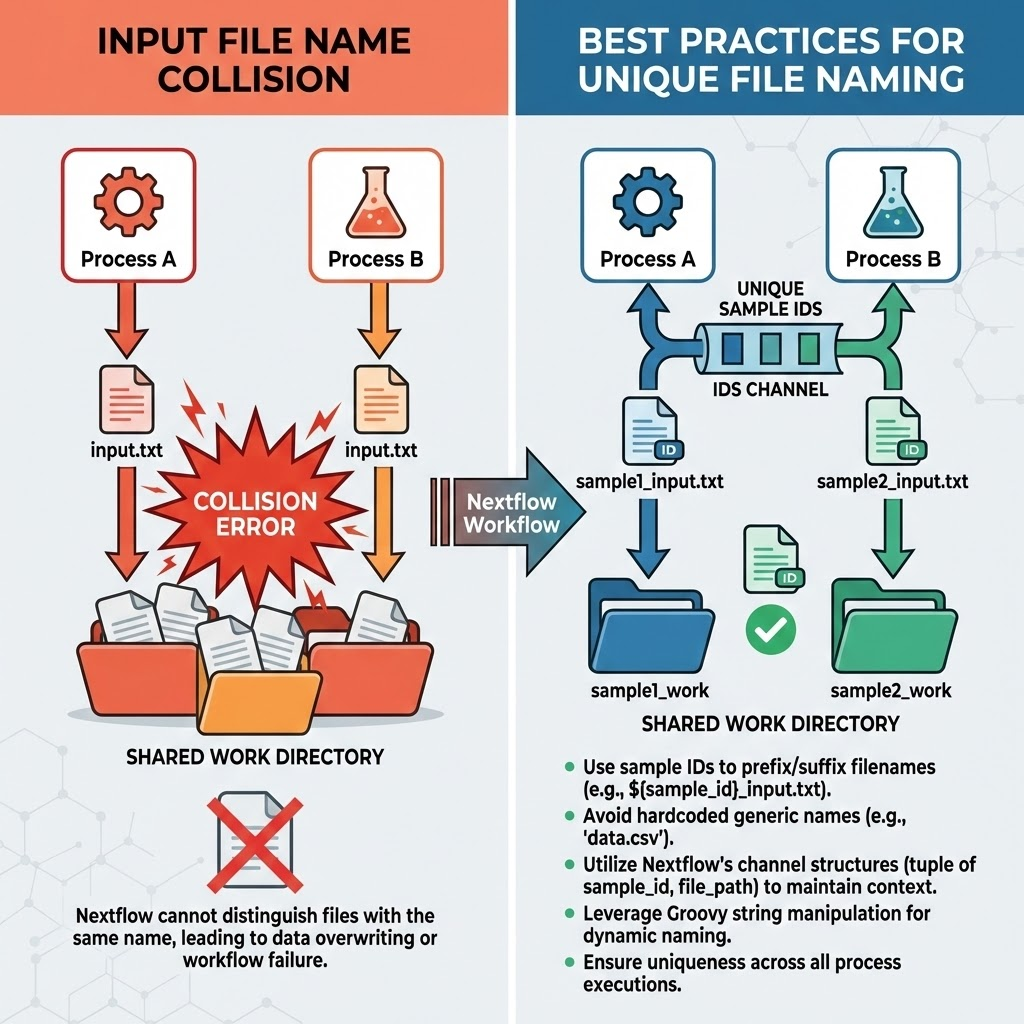 INPUT FILE NAME
COLLISION
Process A
Process B
input.txt
input.txt
COLLISION
ERROR
SHARED WORK DIRECTORY
Nextflow cannot distinguish files with the
same name, leading to data overwriting or
workflow failure.
Nextflow
Workflow
BEST PRACTICES FOR
UNIQUE FILE NAMING
Process A
Process B
UNIQUE
SAMPLE IDS
IDS CHANNEL
ID
ID
sample1_input.txt
sample2_input.txt
ID
sample1_work
sample2_work
SHARED WORK DIRECTORY
• Use sample IDs to prefix/suffix filenames
(e.g., ${sample_id}_input.txt).
• Avoid hardcoded generic names (e.g.,
'data.csv').
• Utilize Nextflow's channel structures (tuple of
sample_id, file_path) to maintain context.
• Leverage Groovy string manipulation for
dynamic naming.
• Ensure uniqueness across all process
executions.